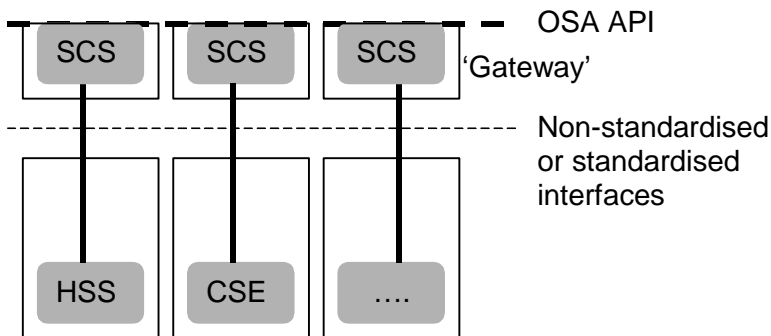 OSA API
SCS SCS SCS
‘Gateway’
Non-standardised
or standardised
interfaces
HSS CSE ....